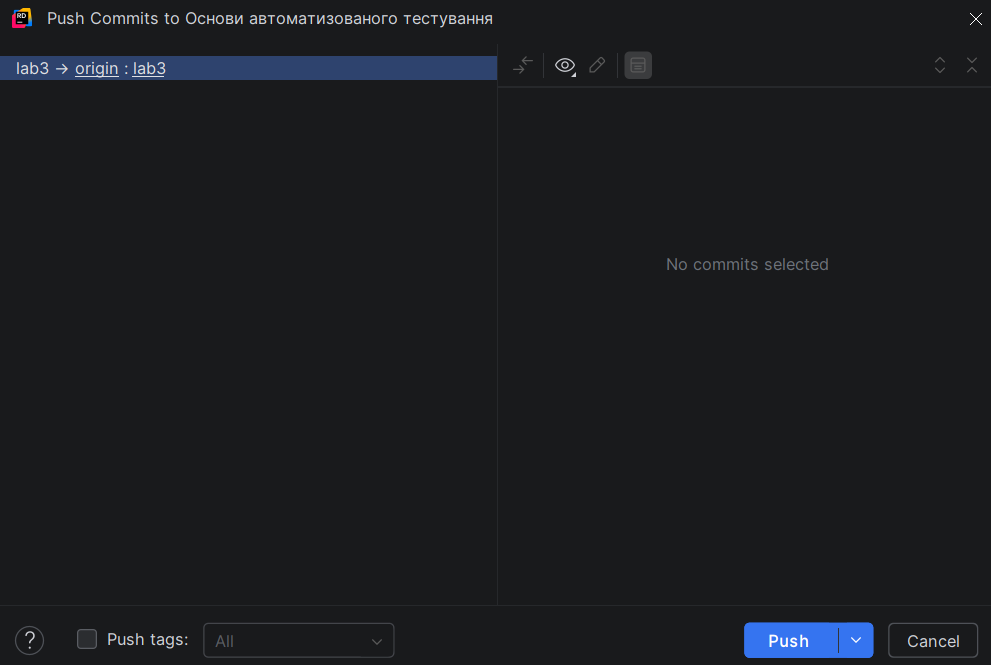 Push Commits to Основи автоматизованого тестування
lab3 → origin : lab3
No commits selected
? Push tags: All Push Cancel